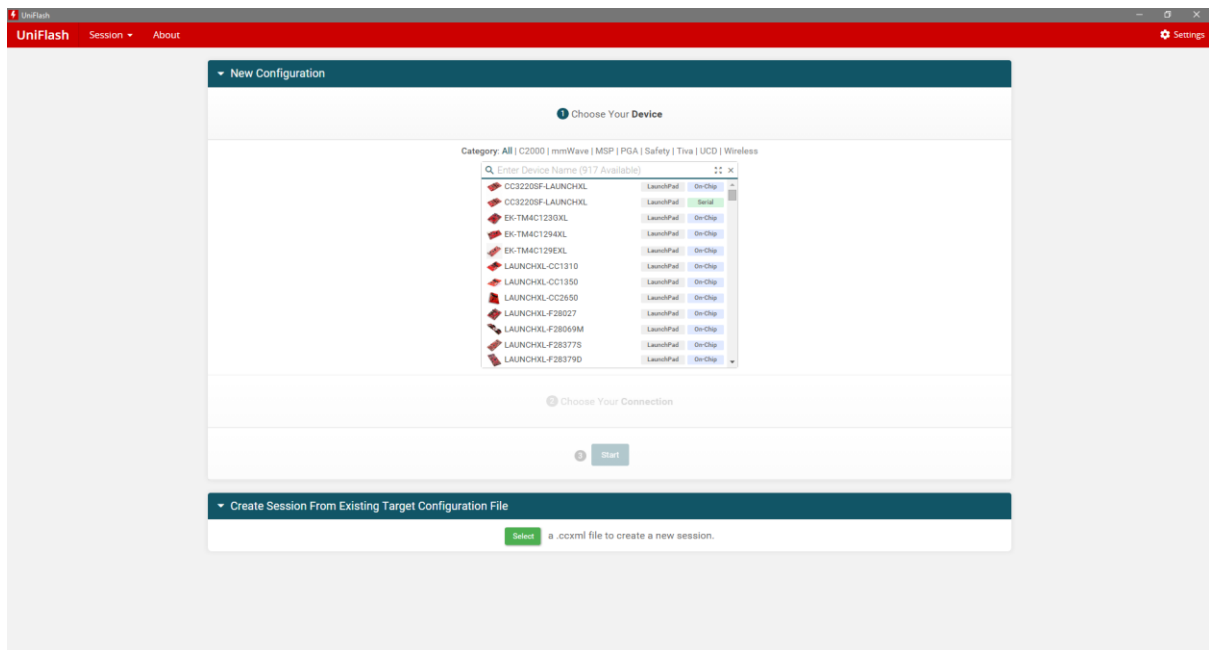 UniFlash
UniFlash Session About Settings
New Configuration
1 Choose Your Device
Category: All | C2000 | mmWave | MSP | PGA | Safety | Tiva | UCD | Wireless
Enter Device Name (917 Available)
CC3220SF-LAUNCHXL LaunchPad On-Chip
CC3220SF-LAUNCHXL LaunchPad Serial
EK-TM4C123GXL LaunchPad On-Chip
EK-TM4C1294XL LaunchPad On-Chip
EK-TM4C129EXL LaunchPad On-Chip
LAUNCHXL-CC1310 LaunchPad On-Chip
LAUNCHXL-CC1350 LaunchPad On-Chip
LAUNCHXL-CC2650 LaunchPad On-Chip
LAUNCHXL-F28027 LaunchPad On-Chip
LAUNCHXL-F28069M LaunchPad On-Chip
LAUNCHXL-F28377S LaunchPad On-Chip
LAUNCHXL-F28379D LaunchPad On-Chip
2 Choose Your Connection
3 Start
Create Session From Existing Target Configuration File
Select a .ccxml file to create a new session.